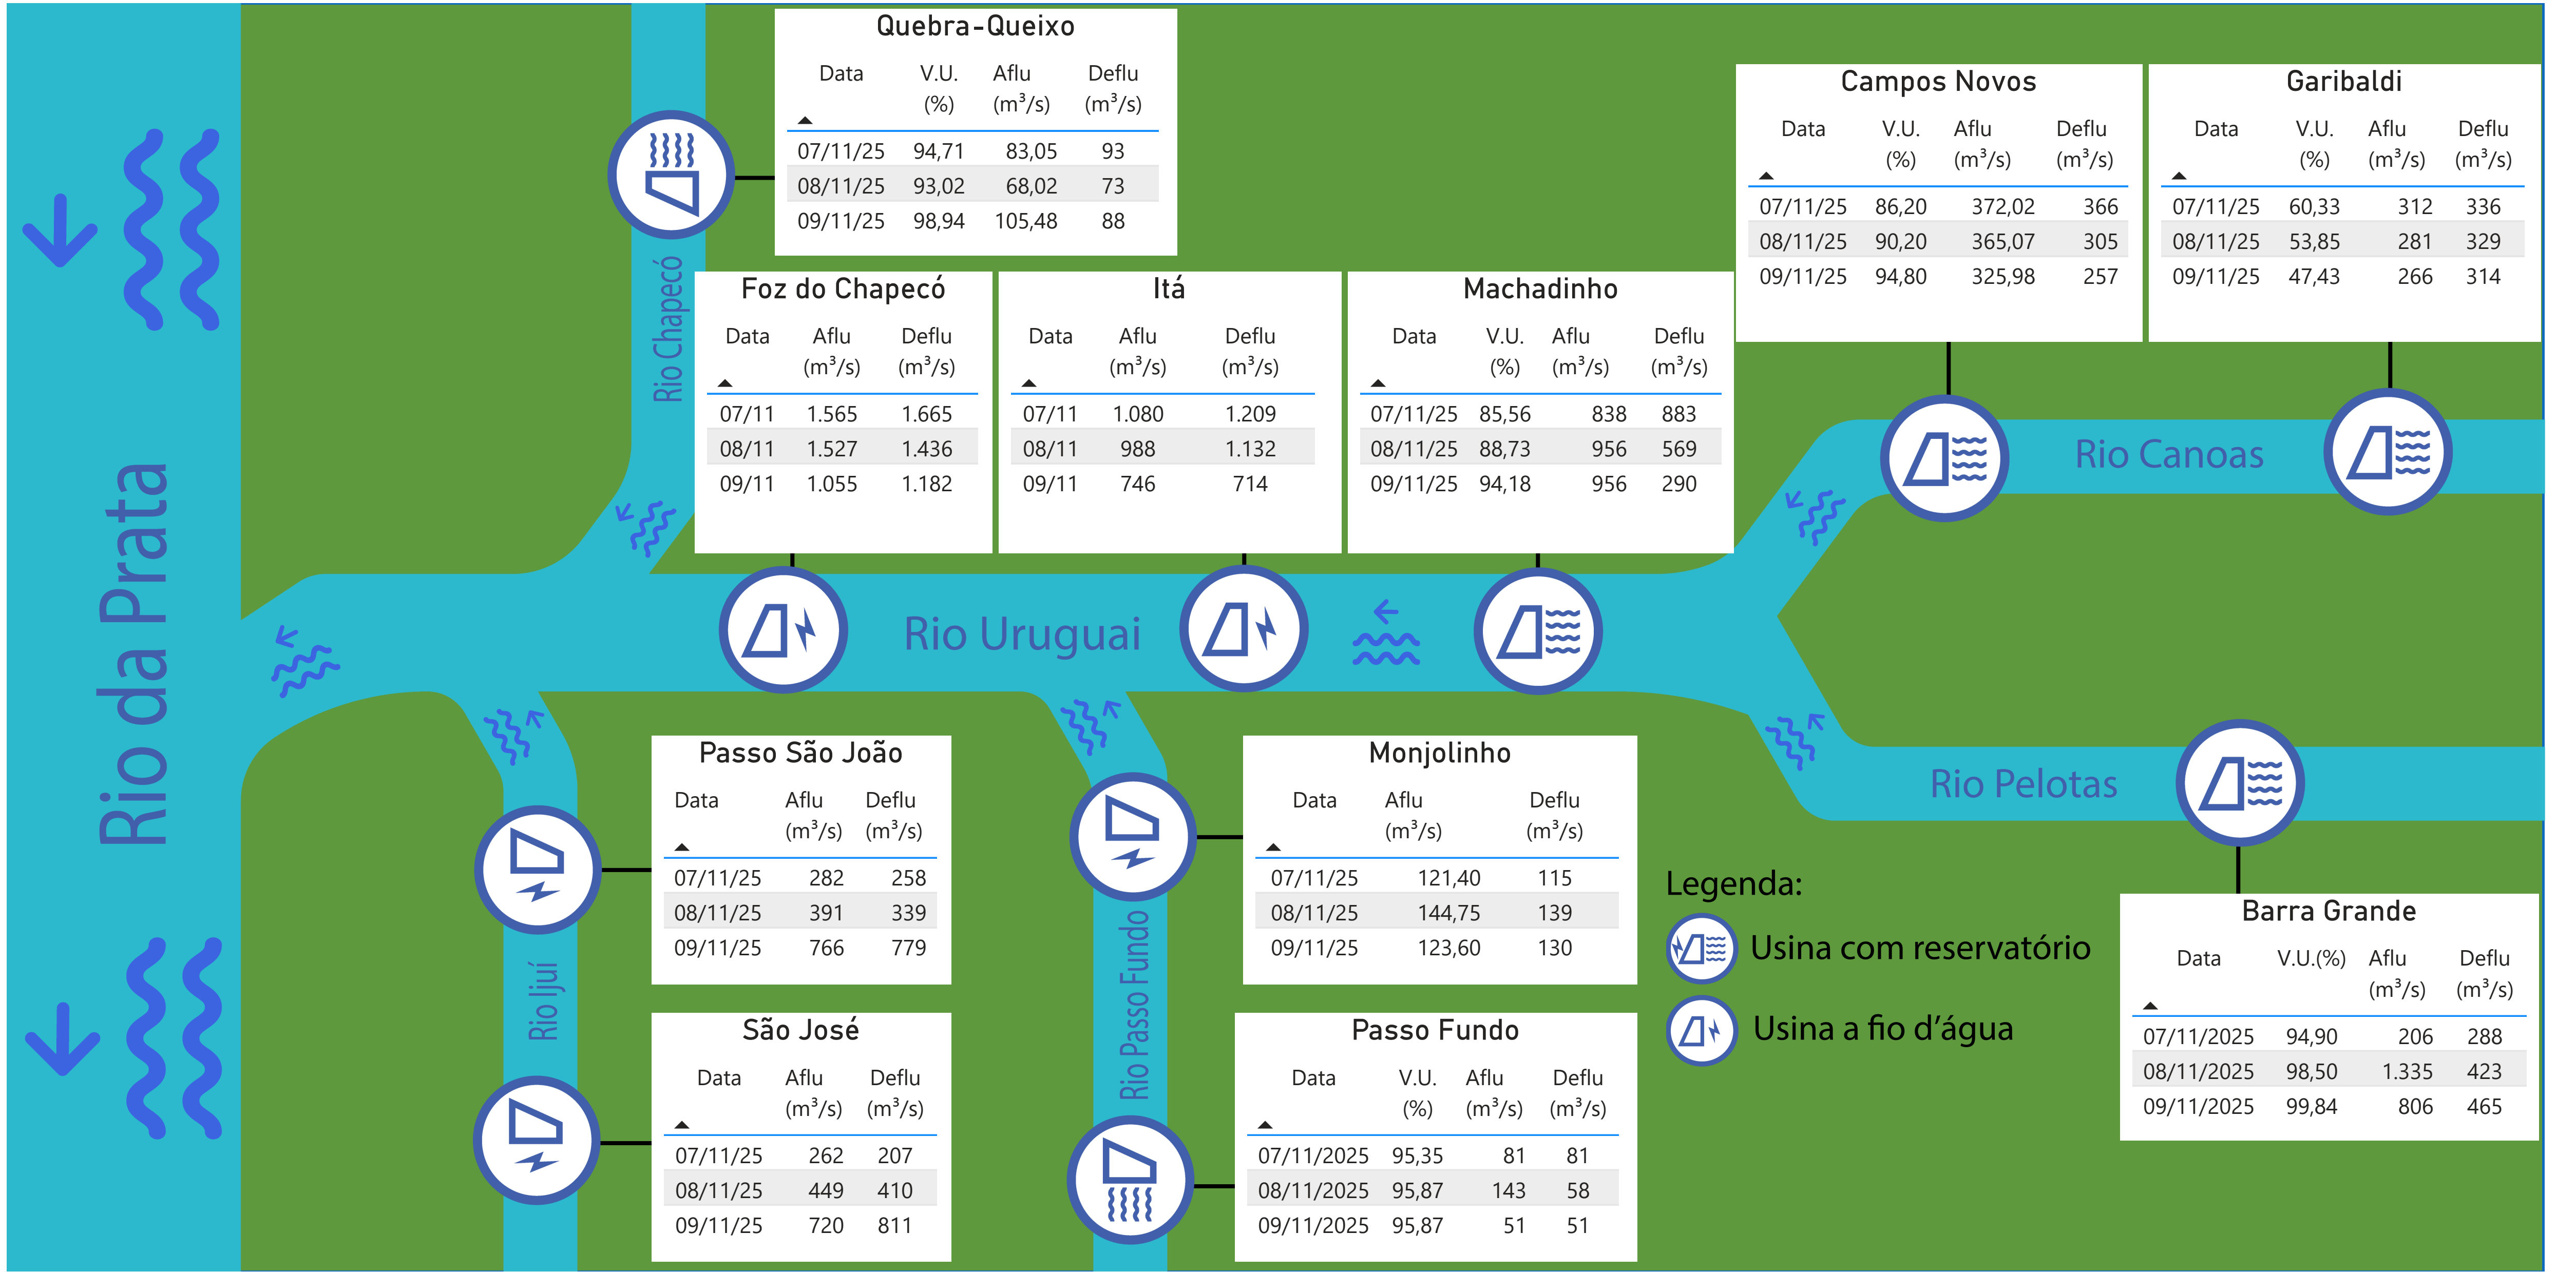 Quebra-Queixo
Data V.U. (%) Aflu (m³/s) Deflu (m³/s)
07/11/25 94,71 83,05 93
08/11/25 93,02 68,02 73
09/11/25 98,94 105,48 88
Campos Novos
Data V.U. (%) Aflu (m³/s) Deflu (m³/s)
07/11/25 86,20 372,02 366
08/11/25 90,20 365,07 305
09/11/25 94,80 325,98 257
Garibaldi
Data V.U. (%) Aflu (m³/s) Deflu (m³/s)
07/11/25 60,33 312 336
08/11/25 53,85 281 329
09/11/25 47,43 266 314
Rio Chapecó
Foz do Chapecó
Data Aflu (m³/s) Deflu (m³/s)
07/11 1.565 1.665
08/11 1.527 1.436
09/11 1.055 1.182
Itá
Data Aflu (m³/s) Deflu (m³/s)
07/11 1.080 1.209
08/11 988 1.132
09/11 746 714
Machadinho
Data V.U. (%) Aflu (m³/s) Deflu (m³/s)
07/11/25 85,56 838 883
08/11/25 88,73 956 569
09/11/25 94,18 956 290
Rio Canoas
Rio da Prata
Rio Uruguai
Rio Pelotas
Passo São João
Data Aflu (m³/s) Deflu (m³/s)
07/11/25 282 258
08/11/25 391 339
09/11/25 766 779
Monjolinho
Data Aflu (m³/s) Deflu (m³/s)
07/11/25 121,40 115
08/11/25 144,75 139
09/11/25 123,60 130
Legenda:
Usina com reservatório
Usina a fio d’água
Barra Grande
Data V.U.(%) Aflu (m³/s) Deflu (m³/s)
07/11/2025 94,90 206 288
08/11/2025 98,50 1.335 423
09/11/2025 99,84 806 465
Rio Ijuí
Rio Passo Fundo
São José
Data Aflu (m³/s) Deflu (m³/s)
07/11/25 262 207
08/11/25 449 410
09/11/25 720 811
Passo Fundo
Data V.U. (%) Aflu (m³/s) Deflu (m³/s)
07/11/2025 95,35 81 81
08/11/2025 95,87 143 58
09/11/2025 95,87 51 51